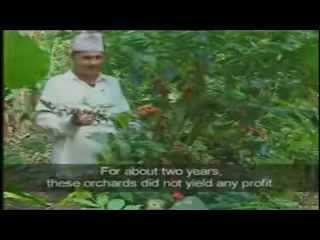 For about two years,
these orchards did not yield any profit